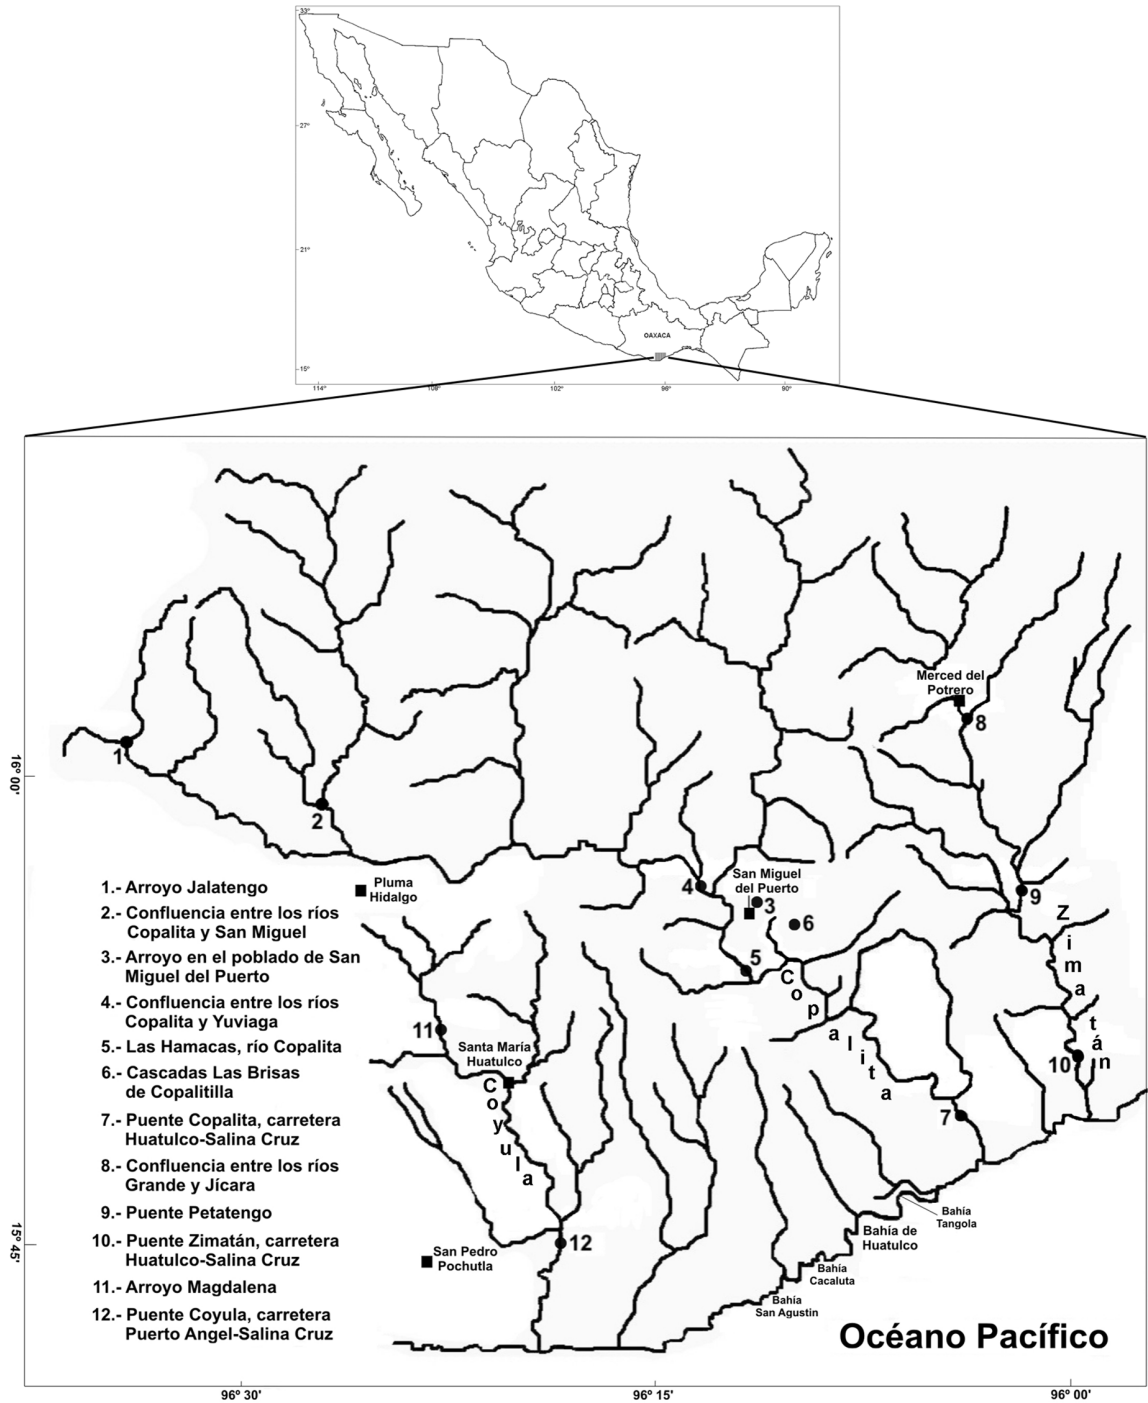 33°
27°
21°
15°
OAXACA
114°
108°
102°
96°
90°
Merced del
Potrero
8
1
16° 00'
2
Pluma
Hidalgo
4
San Miguel
del Puerto
3
6
9
5
Zimatán
Copalita
11
Santa María
Huatulco
10
Coyula
7
1.- Arroyo Jalatengo
2.- Confluencia entre los ríos
Copalita y San Miguel
3.- Arroyo en el poblado de San
Miguel del Puerto
4.- Confluencia entre los ríos
Copalita y Yuviaga
5.- Las Hamacas, río Copalita
6.- Cascadas Las Brisas
de Copalitilla
7.- Puente Copalita, carretera
Huatulco-Salina Cruz
8.- Confluencia entre los ríos
Grande y Jícara
9.- Puente Petatengo
10.- Puente Zimatán, carretera
Huatulco-Salina Cruz
11.- Arroyo Magdalena
12.- Puente Coyula, carretera
Puerto Angel-Salina Cruz
15° 45'
San Pedro
Pochutla
12
Bahía
Tangola
Bahía de
Huatulco
Bahía
Cacaluta
Bahía
San Agustin
Océano Pacífico
96° 30'
96° 15'
96° 00'